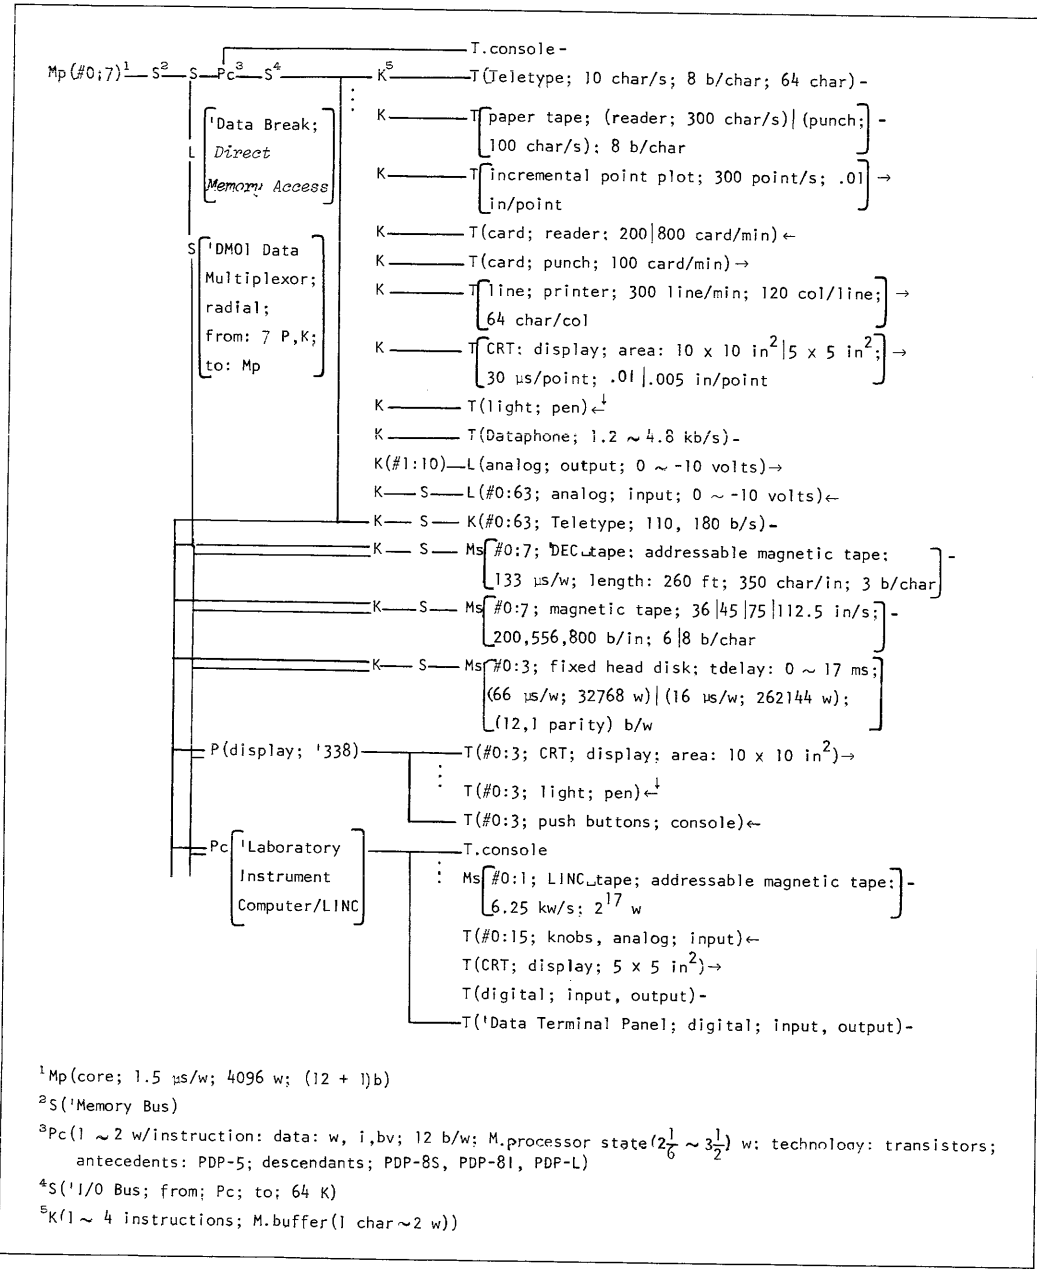 T.console-
Mp(#0;7)¹—S²—S—Pc³—S⁴ K⁵ T(Teletype; 10 char/s; 8 b/char; 64 char)-
'Data Break; K T[paper tape; (reader; 300 char/s)|(punch;] -
L Direct 100 char/s); 8 b/char
Memory Access K T[incremental point plot; 300 point/s; .01] →
in/point
K T(card; reader; 200|800 card/min)←
S['DM01 Data K T(card; punch; 100 card/min)→
Multiplexor; K T[line; printer; 300 line/min; 120 col/line;] →
radial; 64 char/col
from: 7 P,K; K T[CRT; display; area: 10 x 10 in²|5 x 5 in²;] →
to: Mp] 30 µs/point; .01|.005 in/point
K T(light; pen)←↓
K T(Dataphone; 1.2 ~ 4.8 kb/s)-
K(#1:10)—L(analog; output; 0 ~ -10 volts)→
K— S—L(#0:63; analog; input; 0 ~ -10 volts)←
K— S— K(#0:63; Teletype; 110, 180 b/s)-
K— S— Ms[#0:7; 'DEC␣tape; addressable magnetic tape; ] -
133 µs/w; length: 260 ft; 350 char/in; 3 b/char
K— S— Ms[#0:7; magnetic tape; 36|45|75|112.5 in/s;] -
200,556,800 b/in; 6|8 b/char
K— S— Ms[#0:3; fixed head disk; tdelay: 0 ~ 17 ms;]
(66 µs/w; 32768 w)|(16 µs/w; 262144 w);
(12,1 parity) b/w
P(display; '338) T(#0:3; CRT; display; area: 10 x 10 in²)→
T(#0:3; light; pen)←↓
T(#0:3; push buttons; console)←
Pc['Laboratory T.console
Instrument Ms[#0:1; LINC␣tape; addressable magnetic tape;] -
Computer/LINC] 6.25 kw/s; 2¹⁷ w
T(#0:15; knobs, analog; input)←
T(CRT; display; 5 x 5 in²)→
T(digital; input, output)-
T('Data Terminal Panel; digital; input, output)-
¹Mp(core; 1.5 µs/w; 4096 w; (12 + 1)b)
²S('Memory Bus)
³Pc(1 ~ 2 w/instruction; data: w, i,bv; 12 b/w; M.processor state(2 1/6 ~ 3 1/2) w; technology: transistors;
antecedents: PDP-5; descendants; PDP-8S, PDP-8I, PDP-L)
⁴S('I/O Bus; from; Pc; to; 64 K)
⁵K(1 ~ 4 instructions; M.buffer(1 char~2 w))